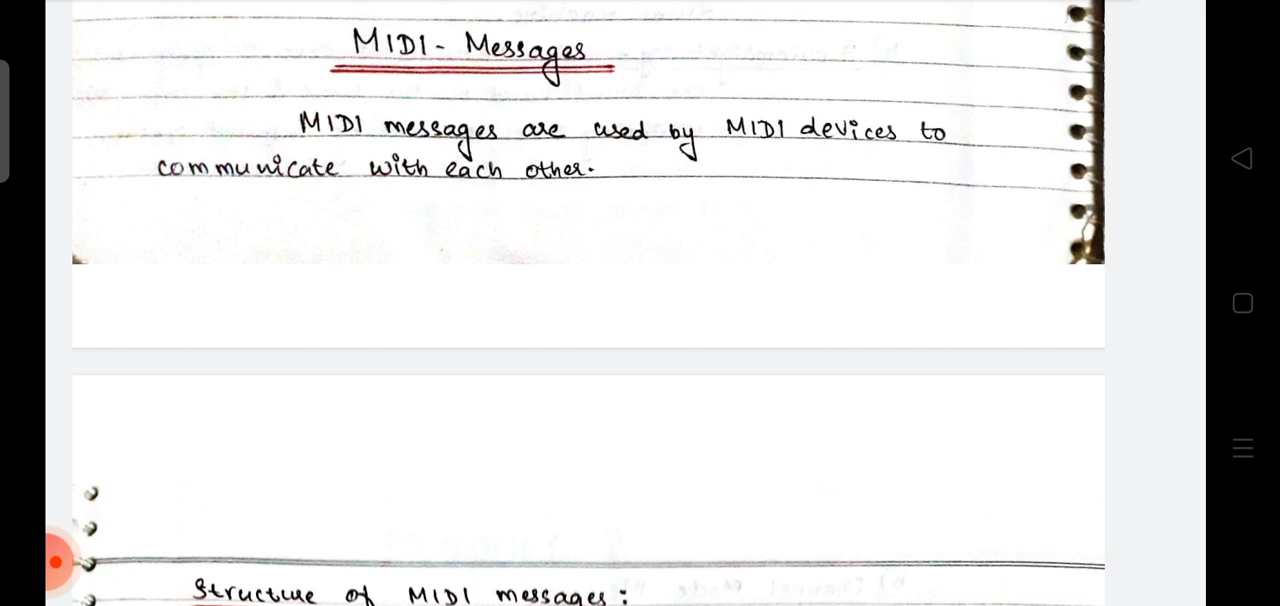 MIDI - Messages
MIDI messages are used by MIDI devices to
communicate with each other.
Structure of MIDI messages :